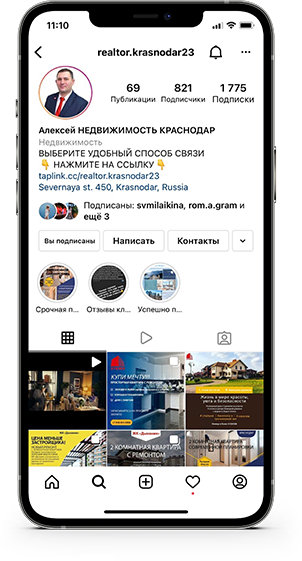 11:10
realtor.krasnodar23
69
821
1 775
Публикации
Подписчики
Подписки
Алексей НЕДВИЖИМОСТЬ КРАСНОДАР
Недвижимость
ВЫБЕРИТЕ УДОБНЫЙ СПОСОБ СВЯЗИ
👇 НАЖМИТЕ НА ССЫЛКУ 👇
taplink.cc/realtor.krasnodar23
Severnaya st. 450, Krasnodar, Russia
Подписаны: svmilaikina, rom.a.gram и
ещё 3
Вы подписаны
Написать
Контакты
Срочная п...
Отзывы кл...
Успешно п...
КУПИ МЕЧТУ!!!
Жизнь в мире красоты,
уюта и безопасности
ЦЕНА МЕНЬШЕ
ЗАСТРОЙЩИКА!
2 КОМНАТНАЯ КВАРТИРА
С РЕМОНТОМ
2 КОМНАТНАЯ КВАРТИРА
СОВРЕМЕННОЙ ПЛАНИРОВКИ